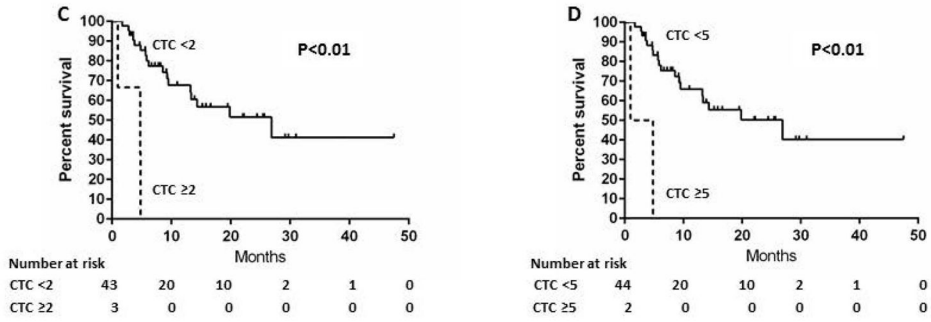 C
100
90
80
70
60
50
40
30
20
10
0
Percent survival
CTC <2
P<0.01
CTC ≥2
0 10 20 30 40 50
Months
Number at risk
CTC <2 43 20 10 2 1 0
CTC ≥2 3 0 0 0 0 0
D
100
90
80
70
60
50
40
30
20
10
0
Percent survival
CTC <5
P<0.01
CTC ≥5
0 10 20 30 40 50
Months
Number at risk
CTC <5 44 20 10 2 1 0
CTC ≥5 2 0 0 0 0 0